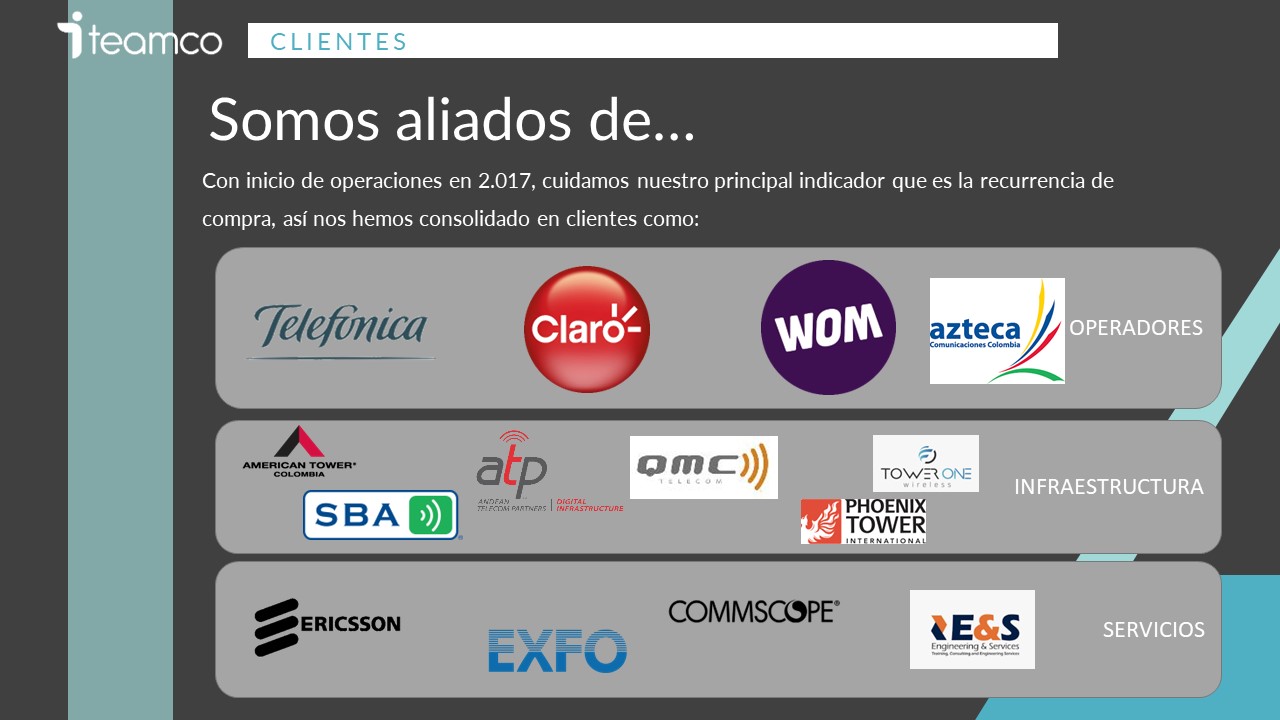 iteamco
CLIENTES
Somos aliados de...
Con inicio de operaciones en 2.017, cuidamos nuestro principal indicador que es la recurrencia de
compra, así nos hemos consolidado en clientes como:
Telefónica
Claro
WOM
azteca
Comunicaciones Colombia
OPERADORES
AMERICAN TOWER®
COLOMBIA
SBA
atp
ANDEAN
TELECOM PARTNERS
DIGITAL
INFRASTRUCTURE
QMC
TELECOM
TOWER ONE
wireless
PHOENIX
TOWER
INTERNATIONAL
INFRAESTRUCTURA
ERICSSON
EXFO
COMMSCOPE®
E&S
Engineering & Services
Training, Consulting and Engineering Services
SERVICIOS